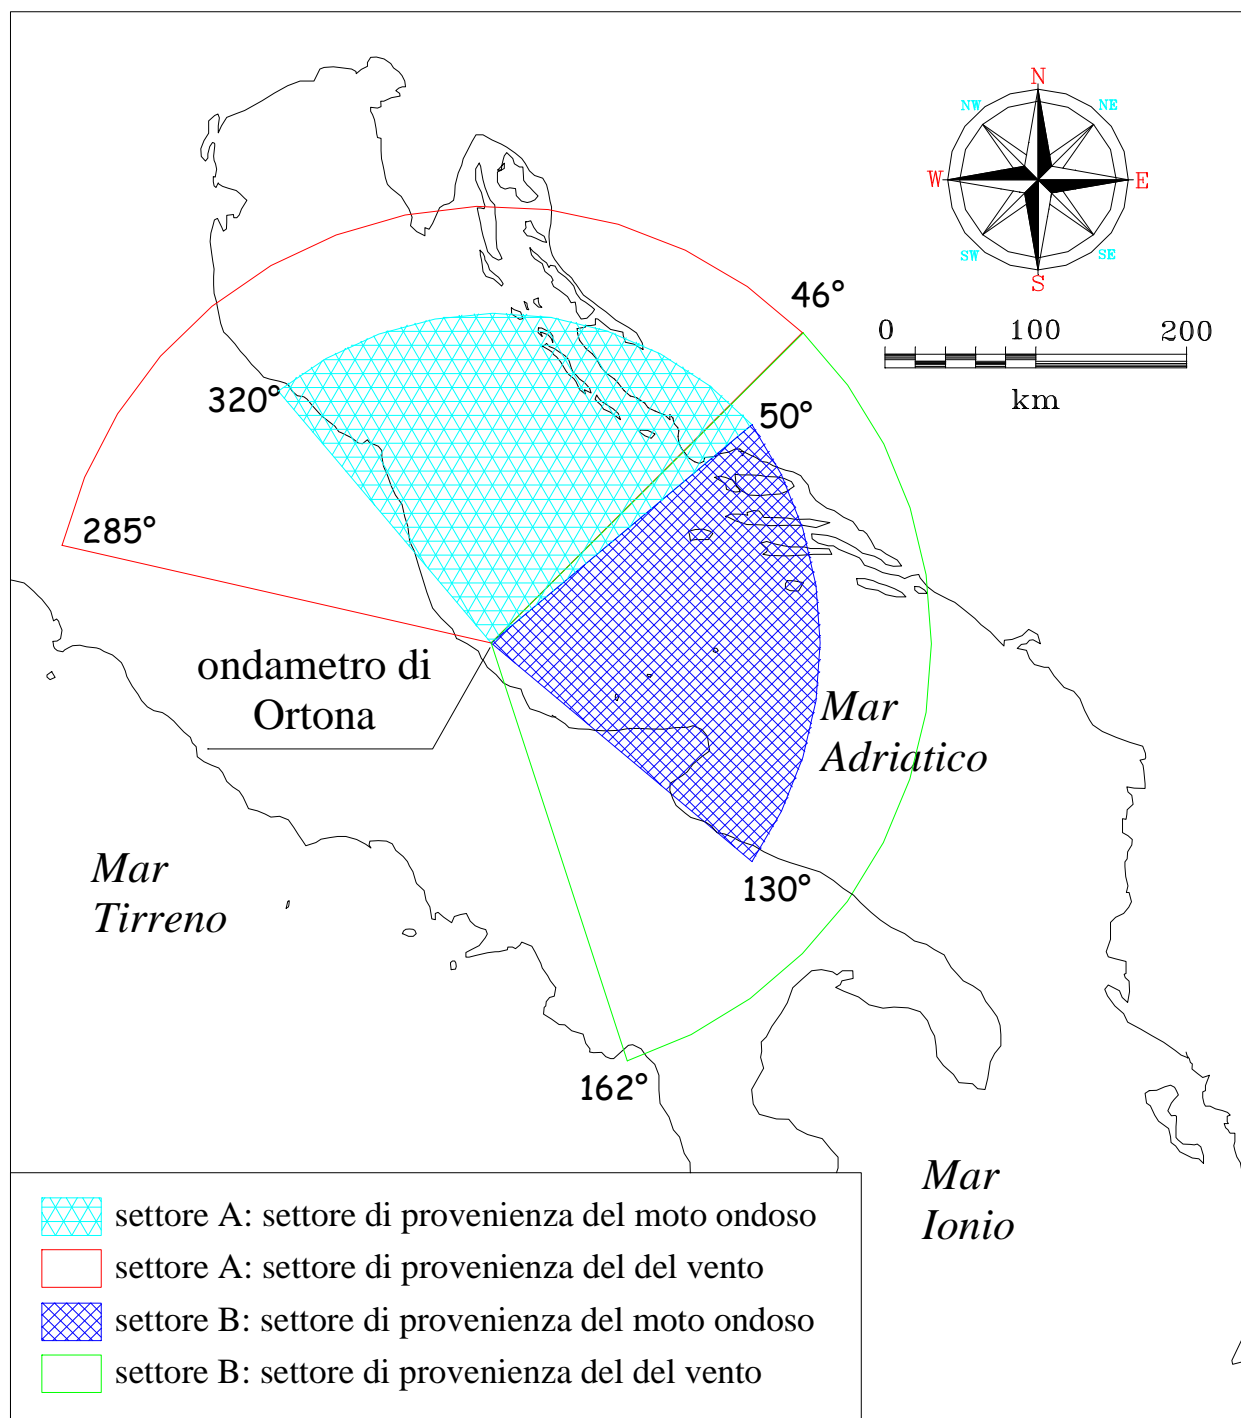 N
NW
NE
W
E
SW
SE
S
46°
0 100 200
km
320°
50°
285°
ondametro di
Ortona
Mar
Adriatico
Mar
Tirreno
130°
162°
Mar
Ionio
settore A: settore di provenienza del moto ondoso
settore A: settore di provenienza del del vento
settore B: settore di provenienza del moto ondoso
settore B: settore di provenienza del del vento